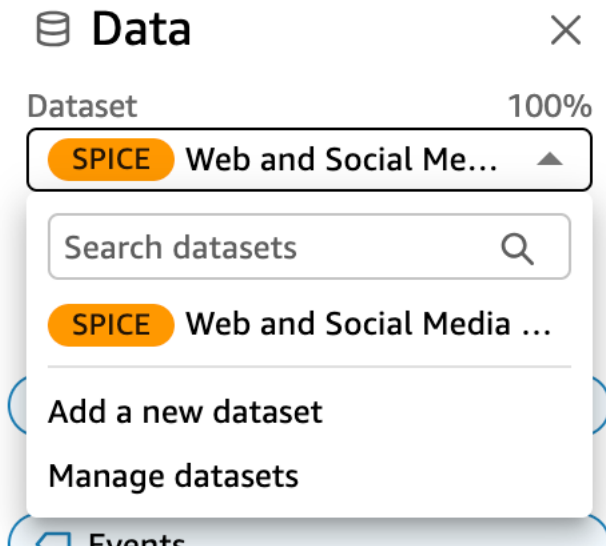 Data
Dataset 100%
SPICE Web and Social Me...
Search datasets
SPICE Web and Social Media ...
Add a new dataset
Manage datasets
Events